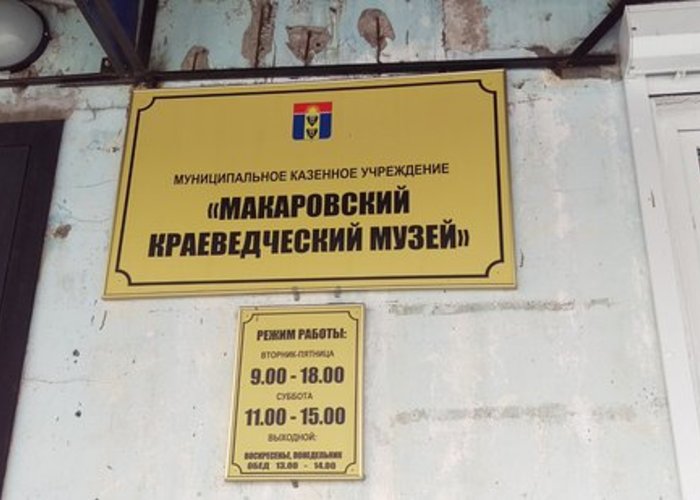 МУНИЦИПАЛЬНОЕ КАЗЕННОЕ УЧРЕЖДЕНИЕ
«МАКАРОВСКИЙ
КРАЕВЕДЧЕСКИЙ МУЗЕЙ»
РЕЖИМ РАБОТЫ:
ВТОРНИК-ПЯТНИЦА
9.00 - 18.00
СУББОТА
11.00 - 15.00
ВЫХОДНОЙ:
ВОСКРЕСЕНЬЕ, ПОНЕДЕЛЬНИК
ОБЕД 13.00 - 14.00